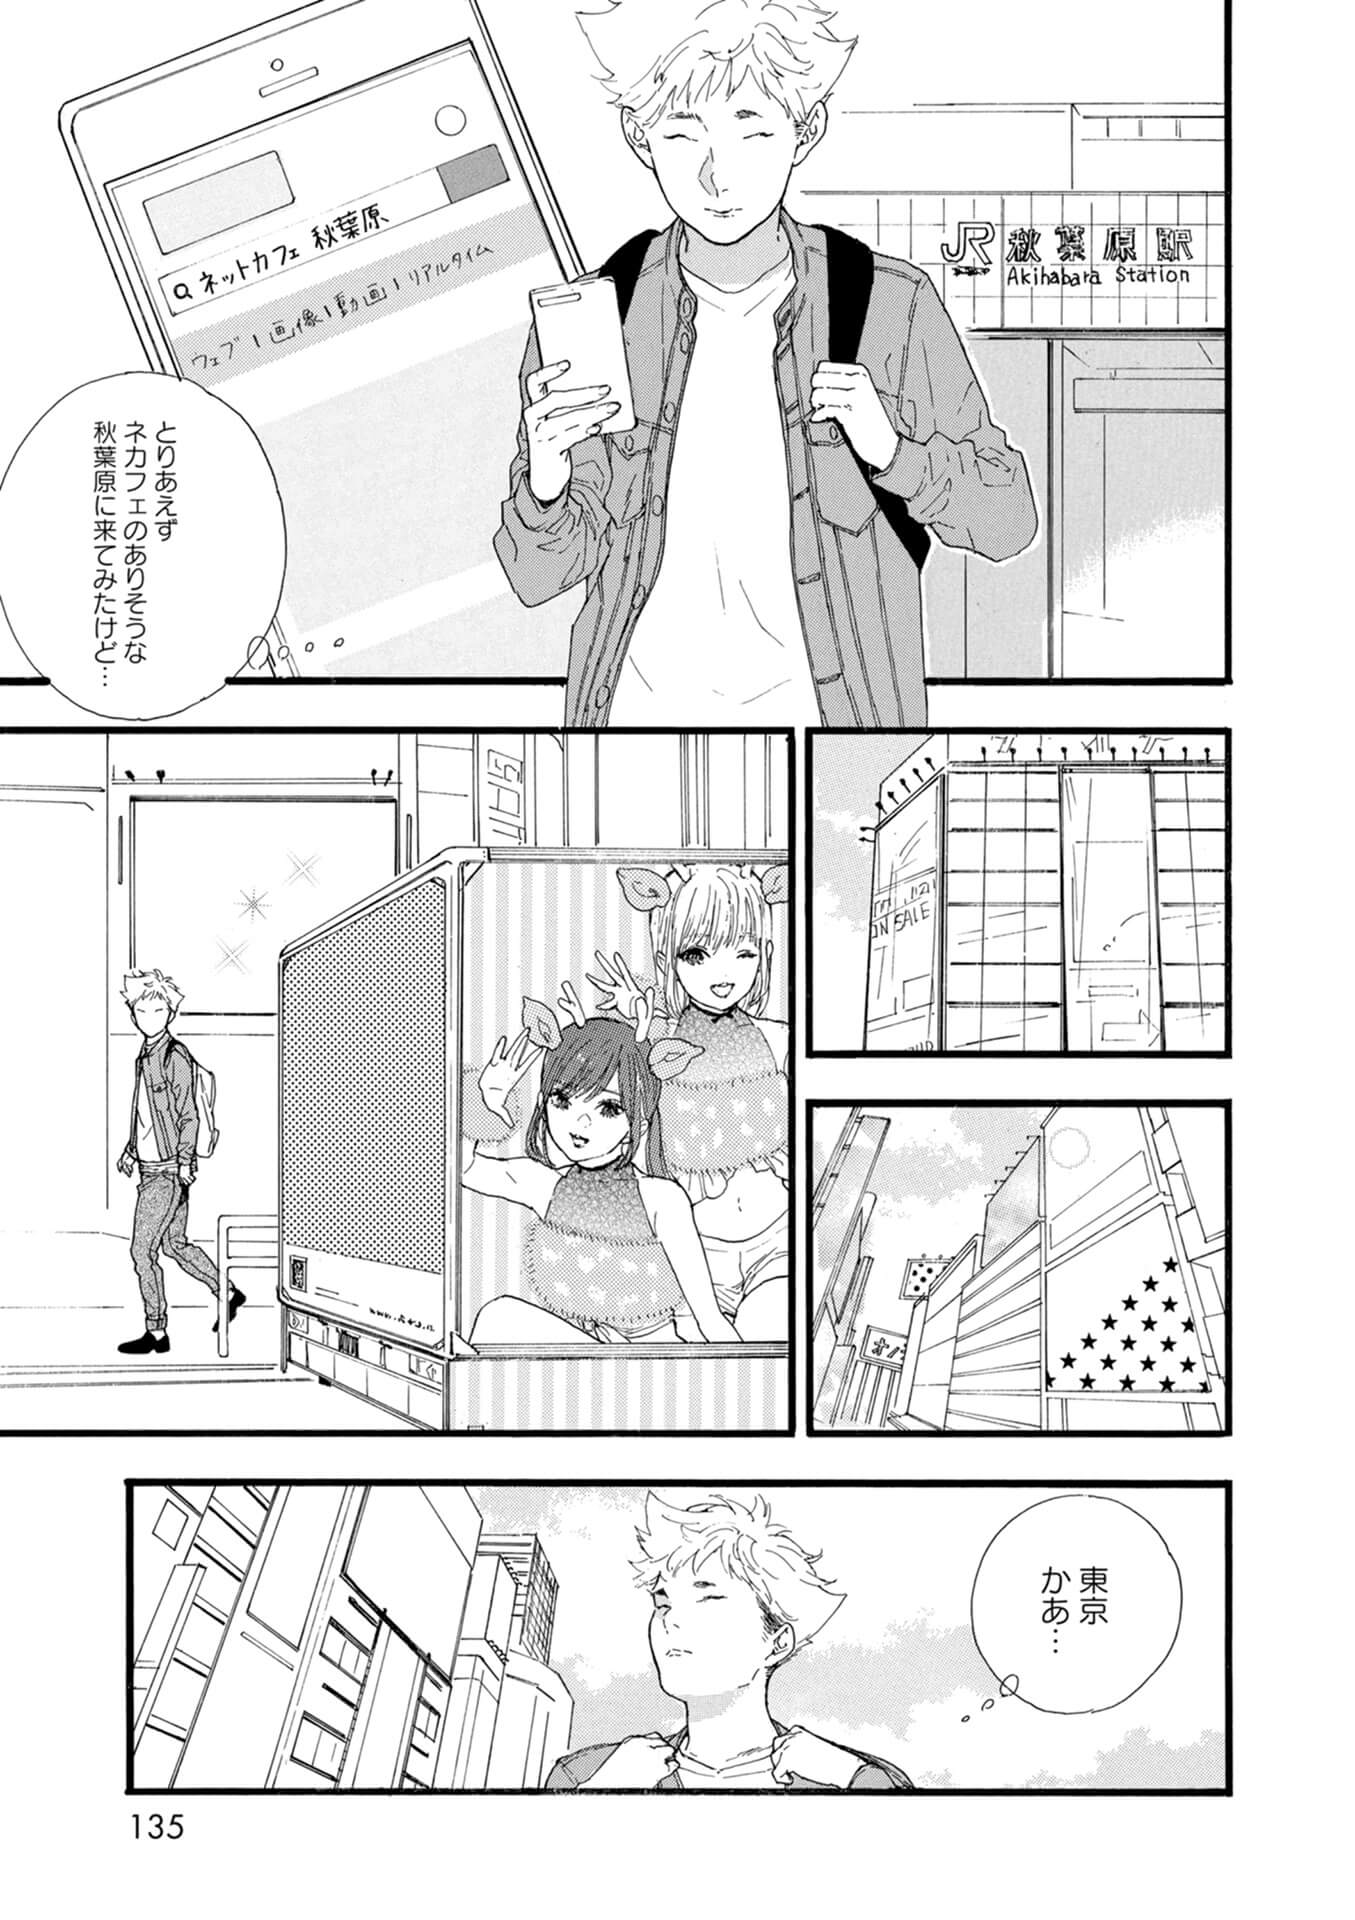 JR 秋葉原駅
Akihabara Station
ネットカフェ 秋葉原
ウェブ | 画像 | 動画 | リアルタイム
とりあえず
ネカフェのありそうな
秋葉原に来てみたけど…
ON SALE
東京
かあ…
135